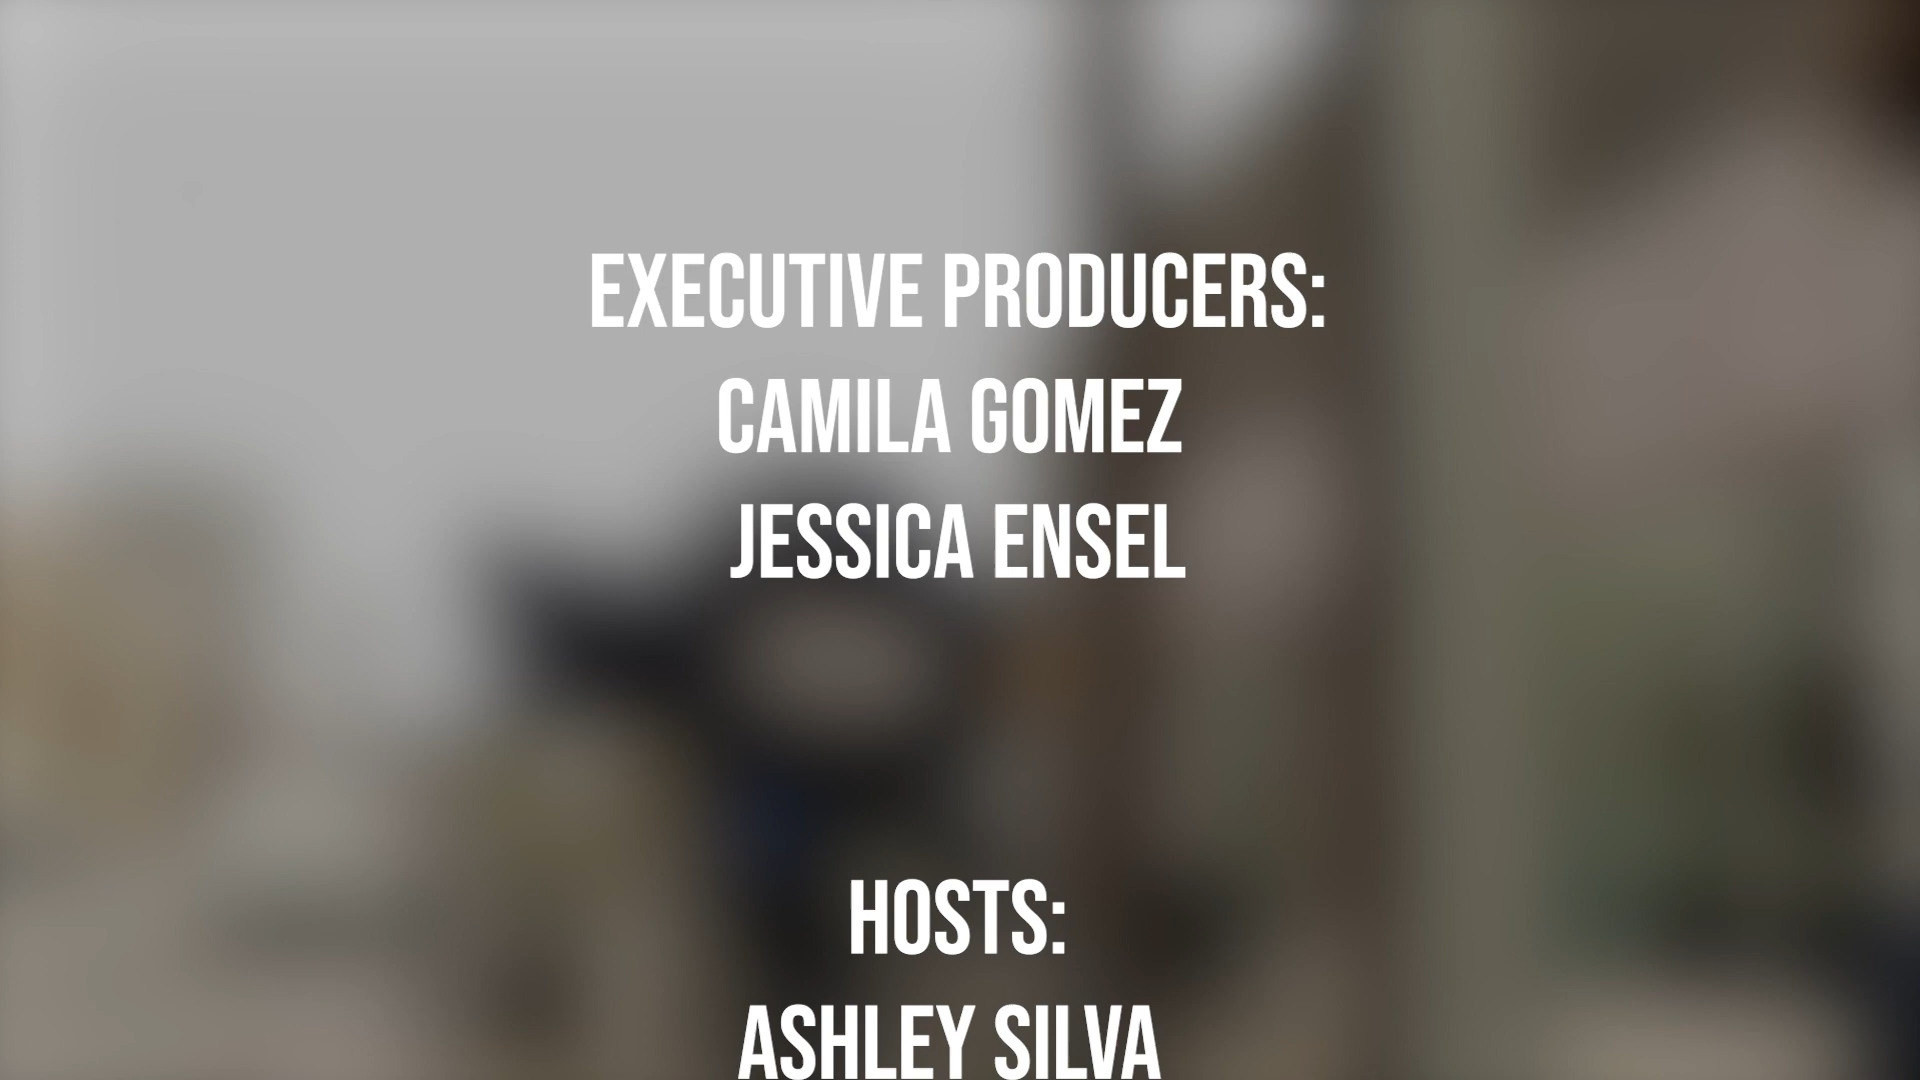 EXECUTIVE PRODUCERS:
CAMILA GOMEZ
JESSICA ENSEL
HOSTS:
ASHLEY SILVA